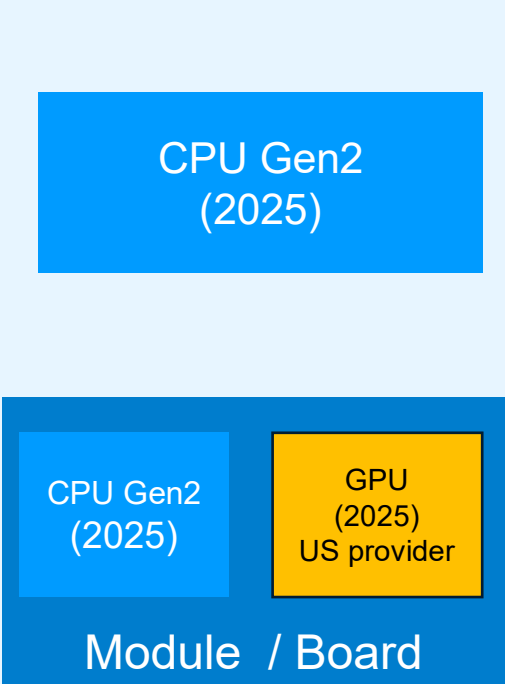 CPU Gen2
(2025)
CPU Gen2
(2025)
GPU
(2025)
US provider
Module / Board